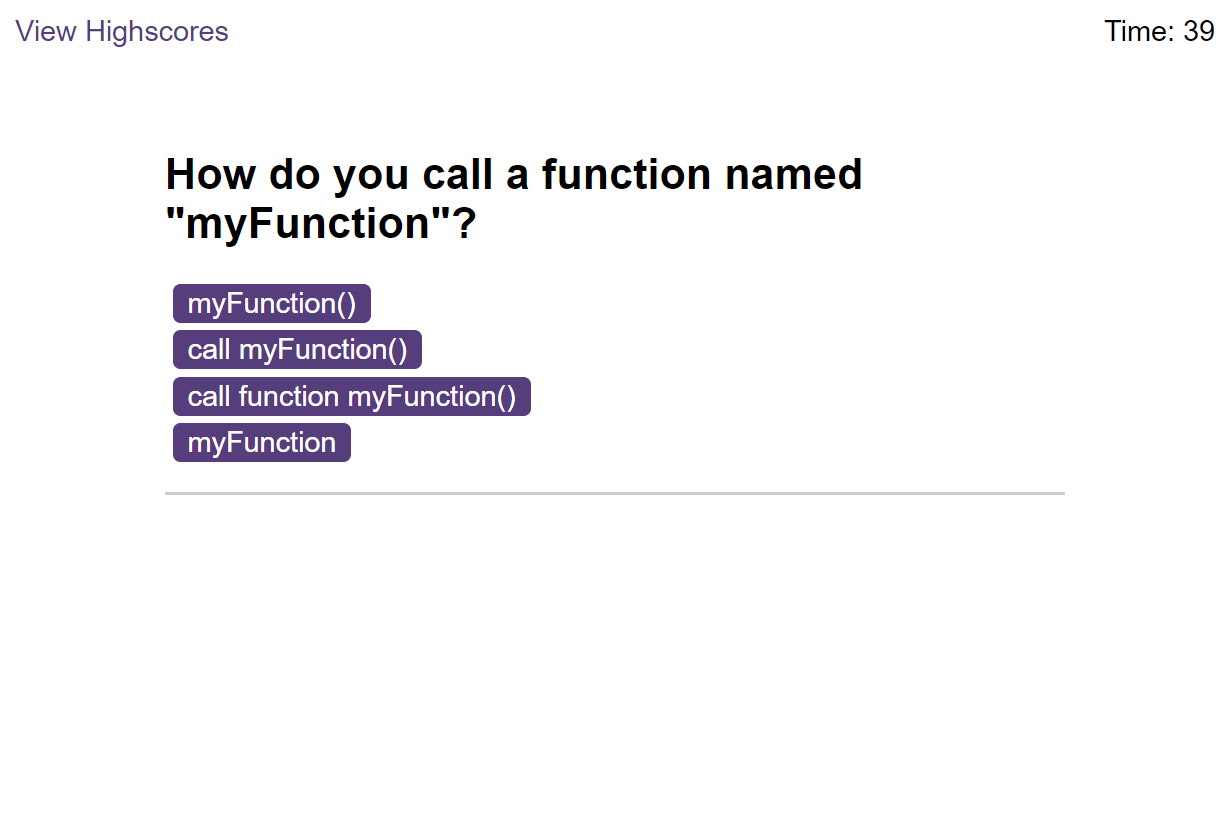 View Highscores
Time: 39
How do you call a function named
"myFunction"?
myFunction()
call myFunction()
call function myFunction()
myFunction